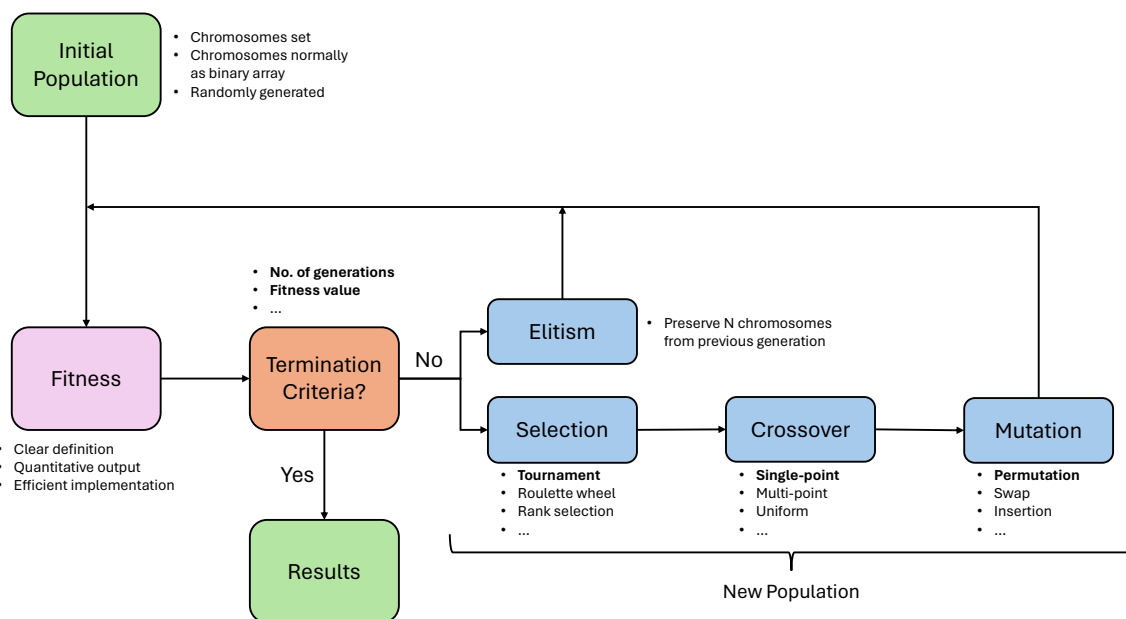 Initial
Population
• Chromosomes set
• Chromosomes normally
as binary array
• Randomly generated
• No. of generations
• Fitness value
• ...
Fitness
• Clear definition
• Quantitative output
• Efficient implementation
Termination
Criteria?
No
Yes
Results
Elitism
• Preserve N chromosomes
from previous generation
Selection
• Tournament
• Roulette wheel
• Rank selection
• ...
Crossover
• Single-point
• Multi-point
• Uniform
• ...
Mutation
• Permutation
• Swap
• Insertion
• ...
New Population